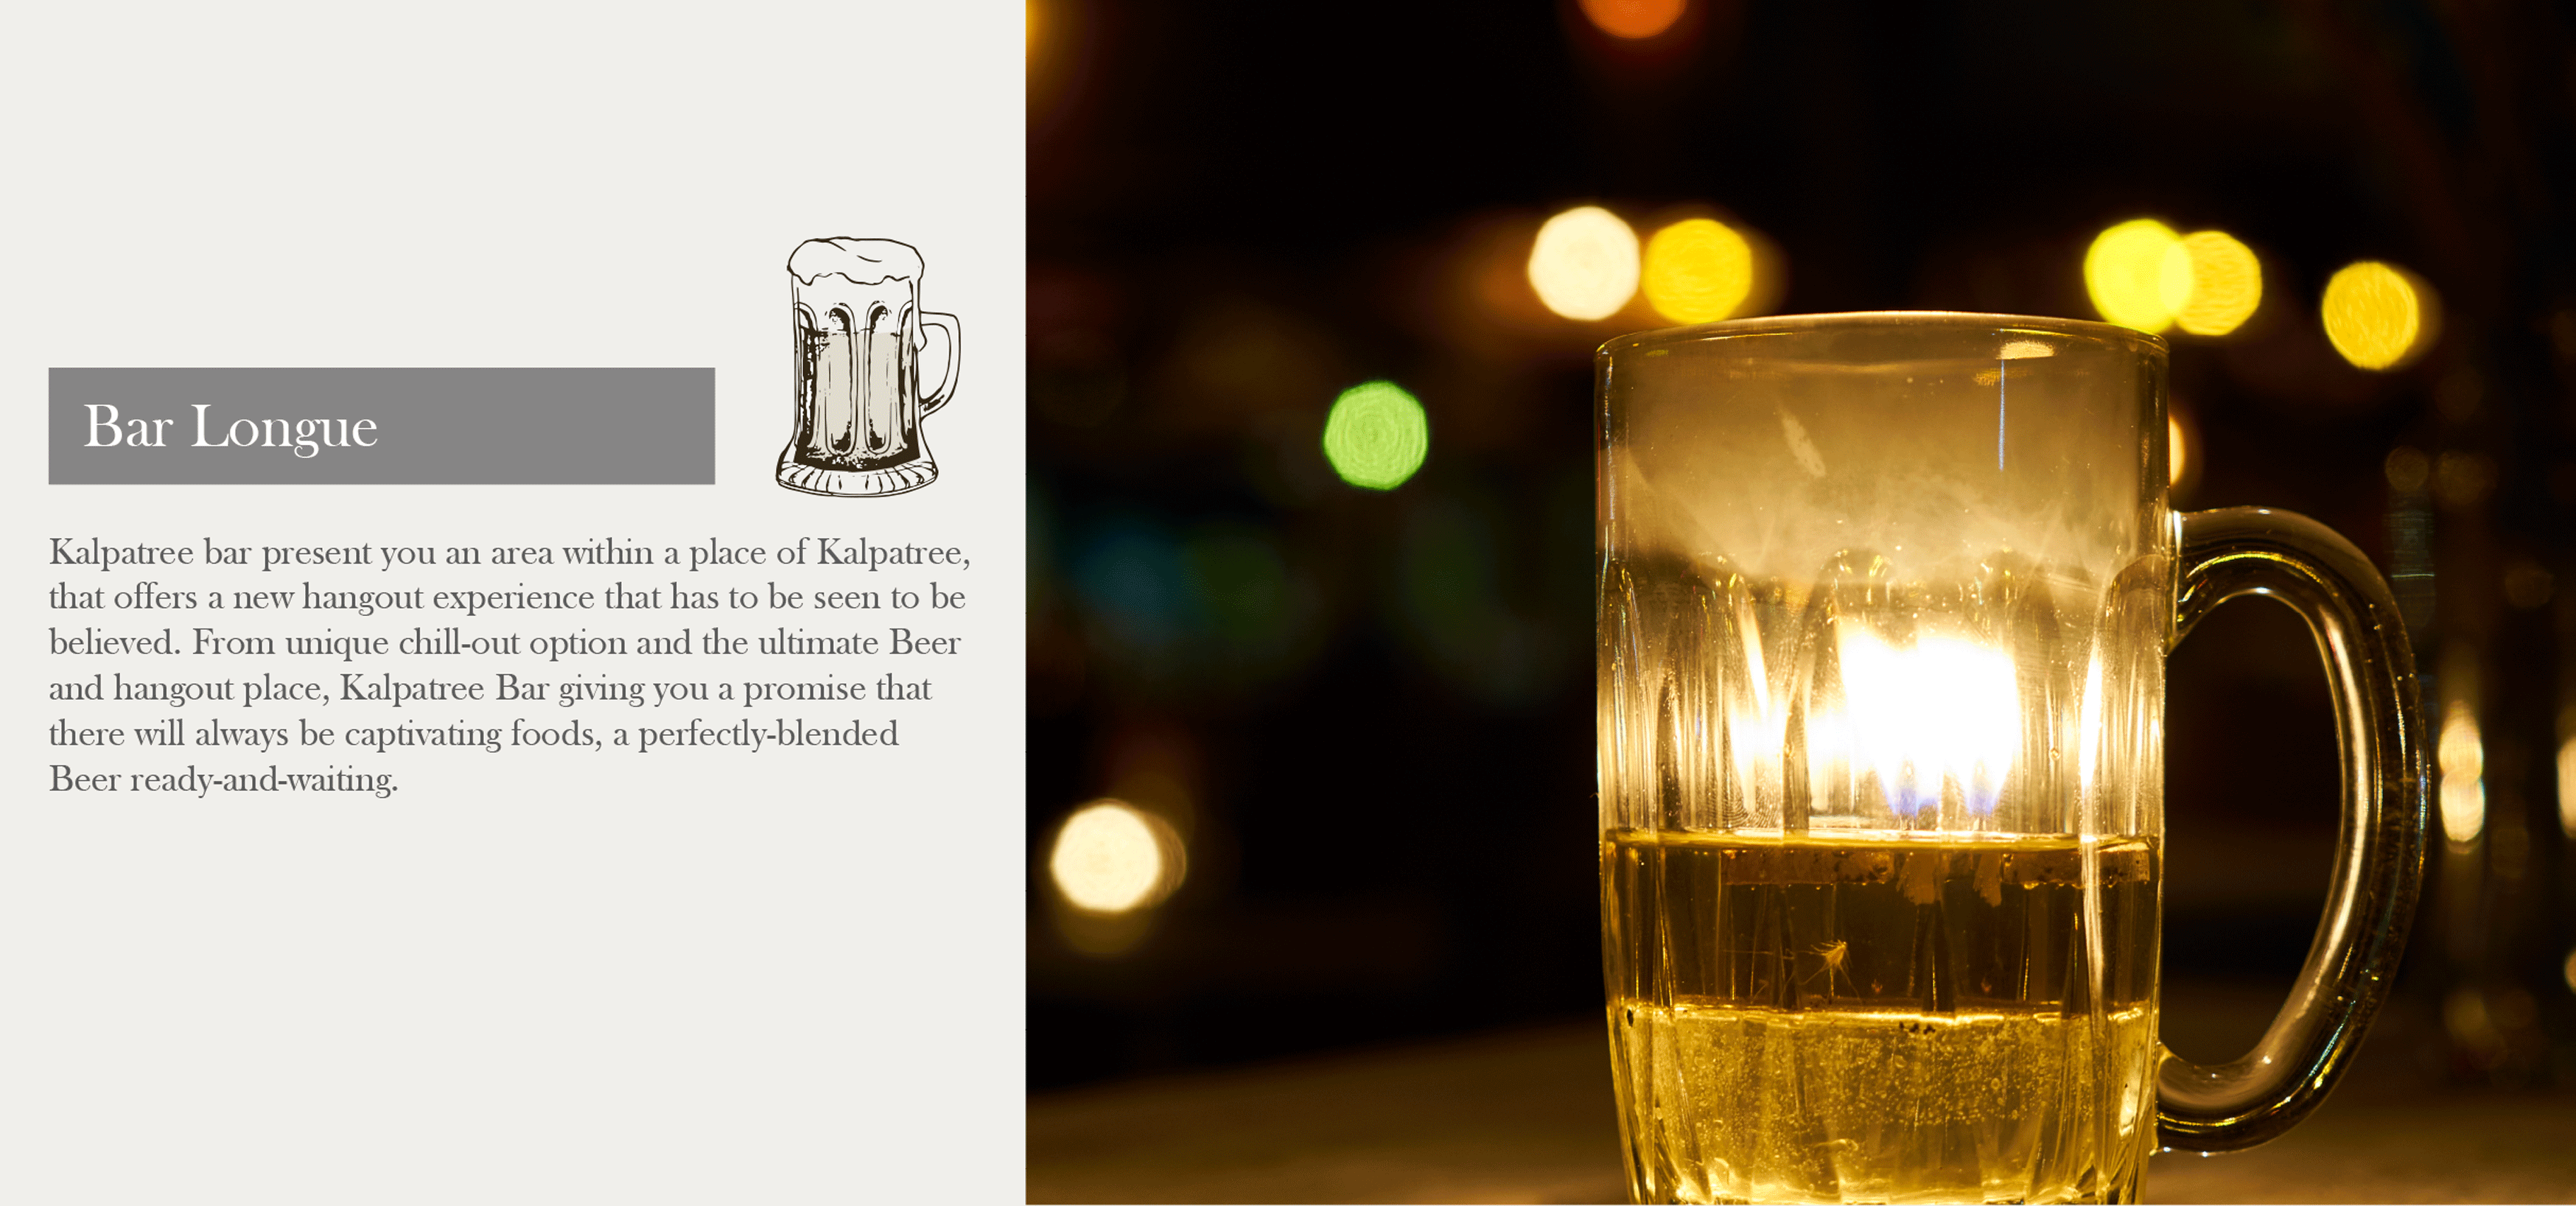 Bar Longue
Kalpatree bar present you an area within a place of Kalpatree,
that offers a new hangout experience that has to be seen to be
believed. From unique chill-out option and the ultimate Beer
and hangout place, Kalpatree Bar giving you a promise that
there will always be captivating foods, a perfectly-blended
Beer ready-and-waiting.